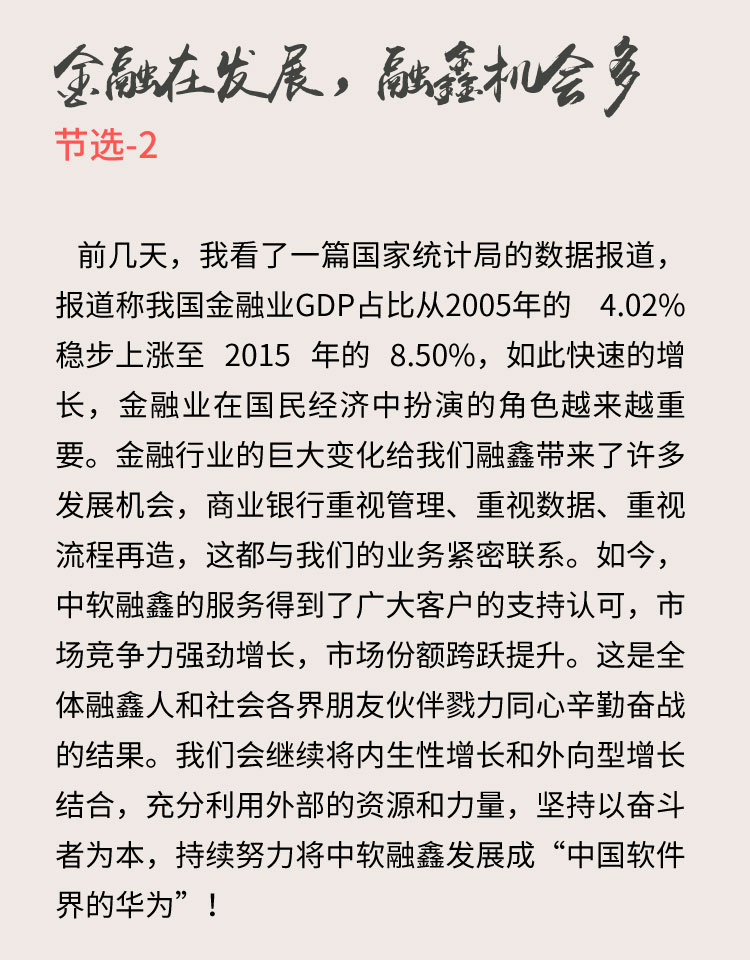 金融在发展，融鑫机会多
节选-2
前几天，我看了一篇国家统计局的数据报道，
报道称我国金融业GDP占比从2005年的 4.02%
稳步上涨至 2015 年的 8.50%，如此快速的增
长，金融业在国民经济中扮演的角色越来越重
要。金融行业的巨大变化给我们融鑫带来了许多
发展机会，商业银行重视管理、重视数据、重视
流程再造，这都与我们的业务紧密联系。如今，
中软融鑫的服务得到了广大客户的支持认可，市
场竞争力强劲增长，市场份额跨跃提升。这是全
体融鑫人和社会各界朋友伙伴戮力同心辛勤奋战
的结果。我们会继续将内生性增长和外向型增长
结合，充分利用外部的资源和力量，坚持以奋斗
者为本，持续努力将中软融鑫发展成“中国软件
界的华为”！